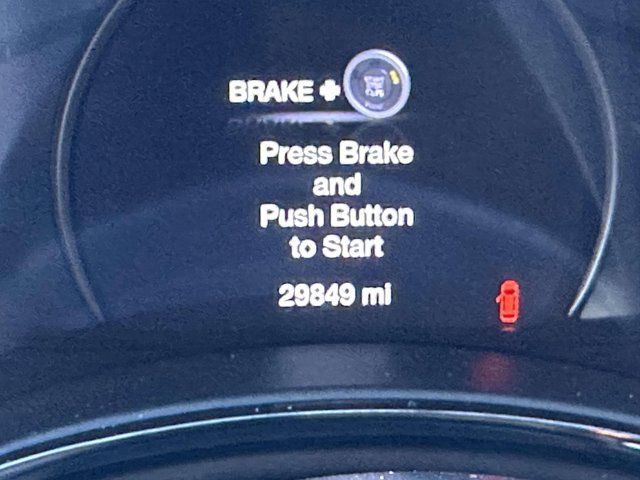 BRAKE +
Press Brake
and
Push Button
to Start
29849 mi